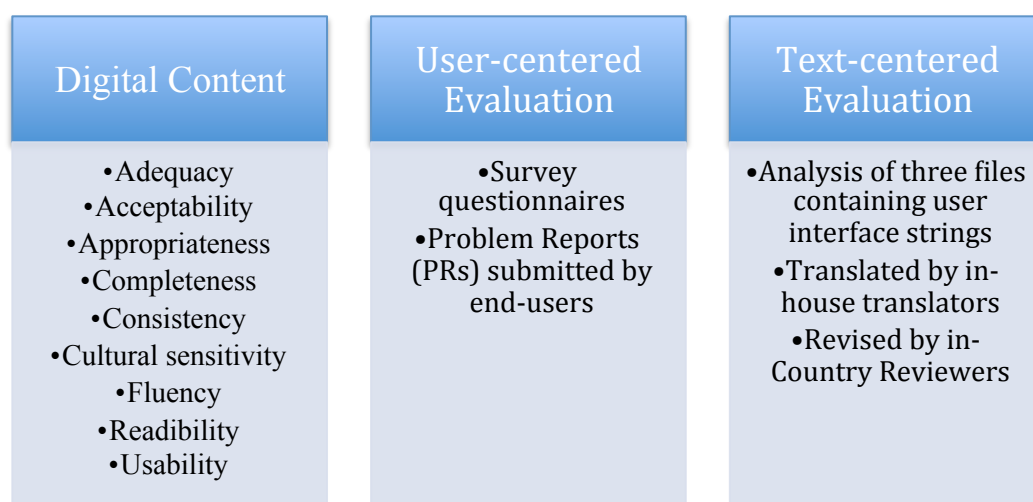 Digital Content
•Adequacy
•Acceptability
•Appropriateness
•Completeness
•Consistency
•Cultural sensitivity
•Fluency
•Readibility
•Usability
User-centered
Evaluation
•Survey
questionnaires
•Problem Reports
(PRs) submitted by
end-users
Text-centered
Evaluation
•Analysis of three files
containing user
interface strings
•Translated by in-
house translators
•Revised by in-
Country Reviewers